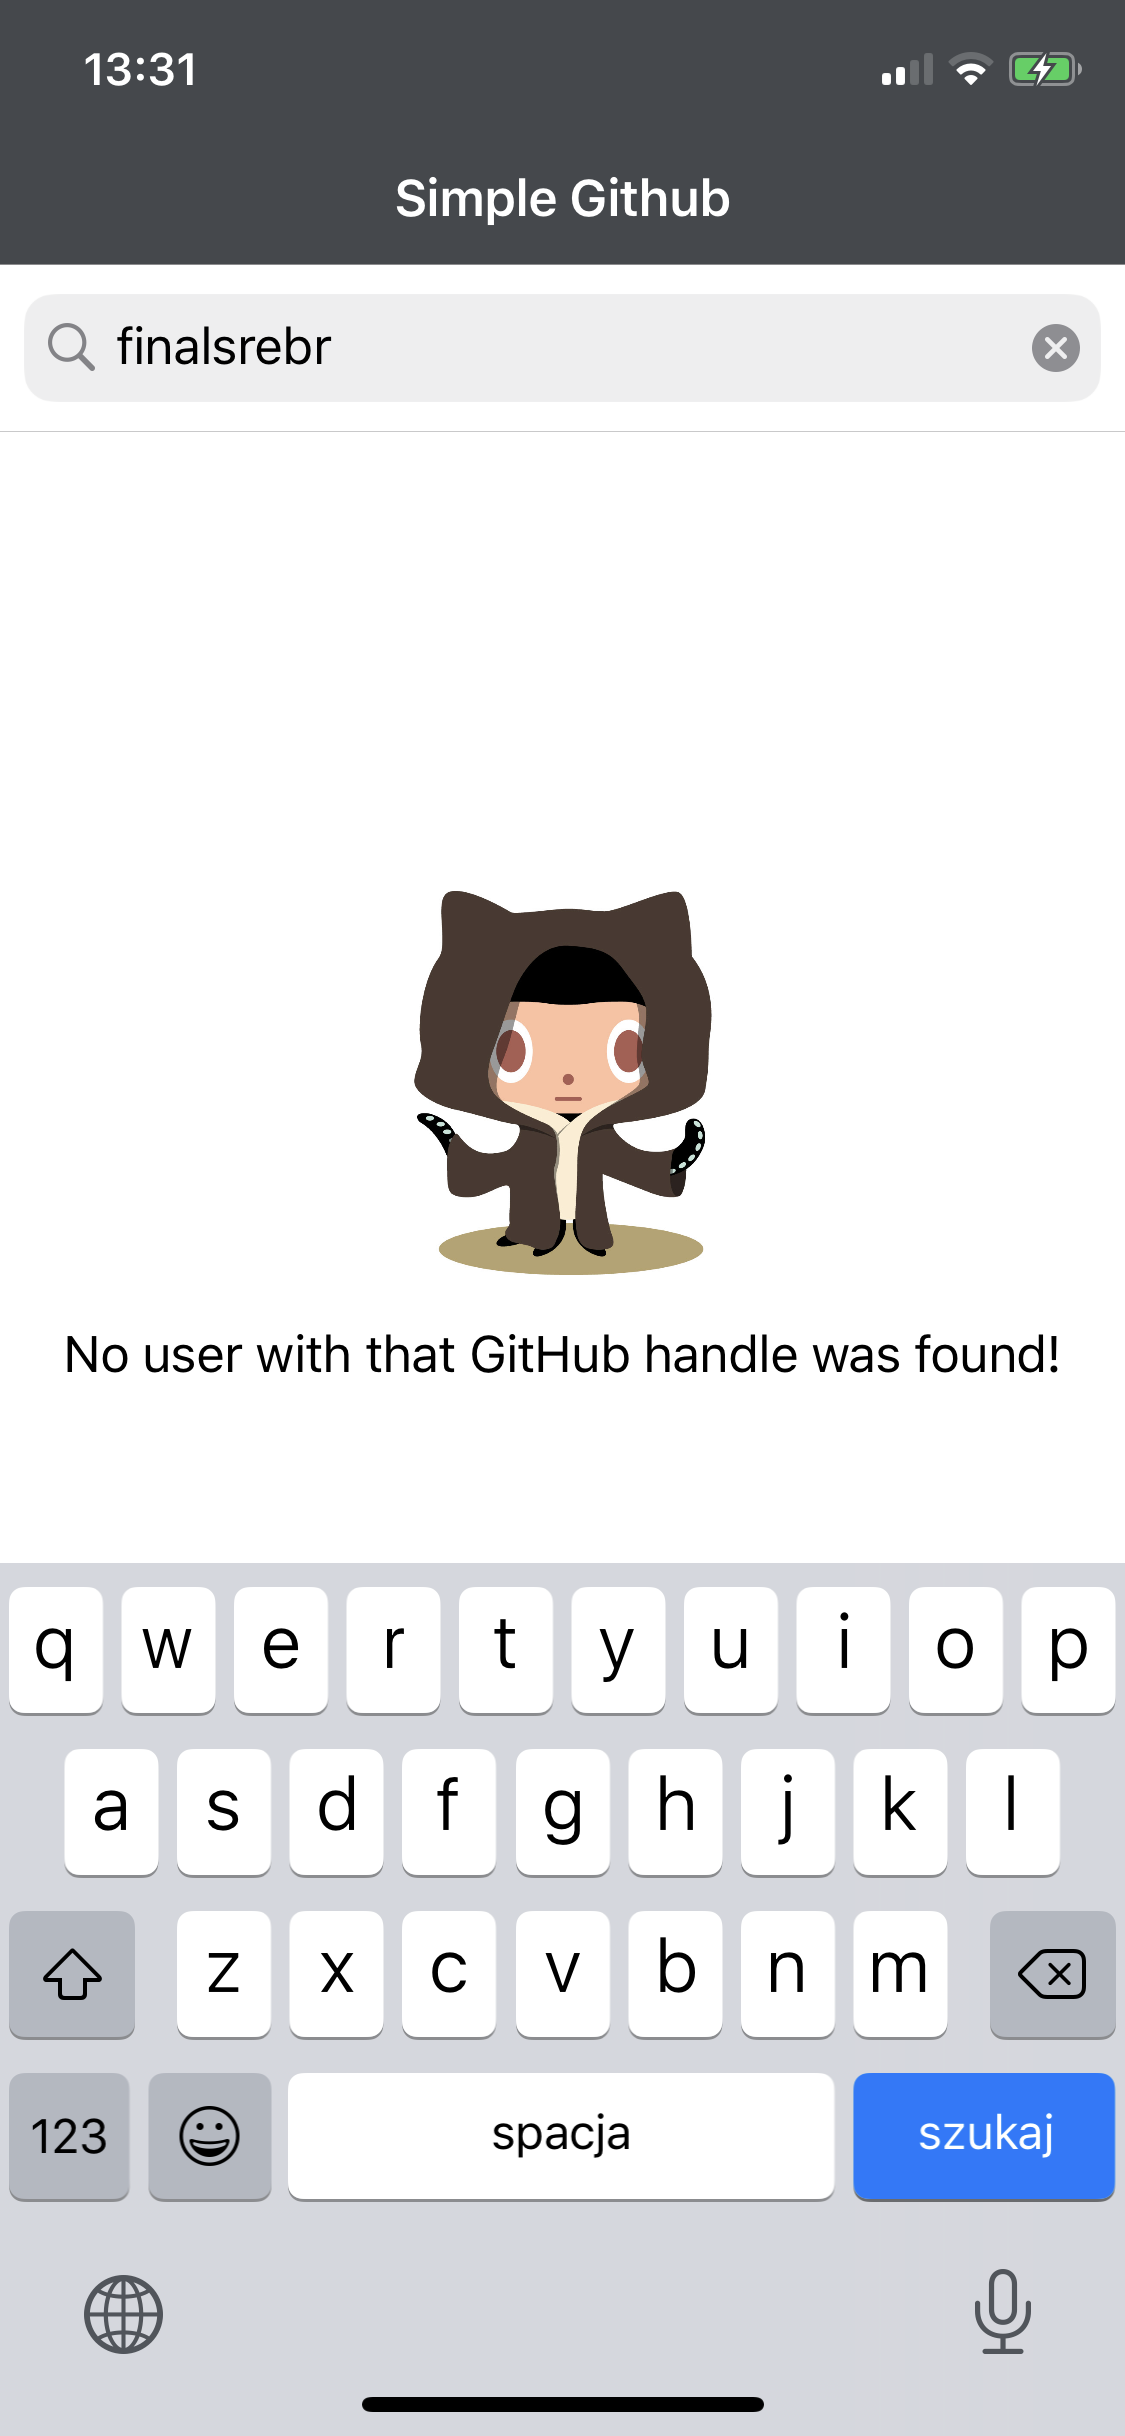 13:31
Simple Github
finalsrebr
No user with that GitHub handle was found!
q w e r t y u i o p
a s d f g h j k l
z x c v b n m
123 spacja szukaj